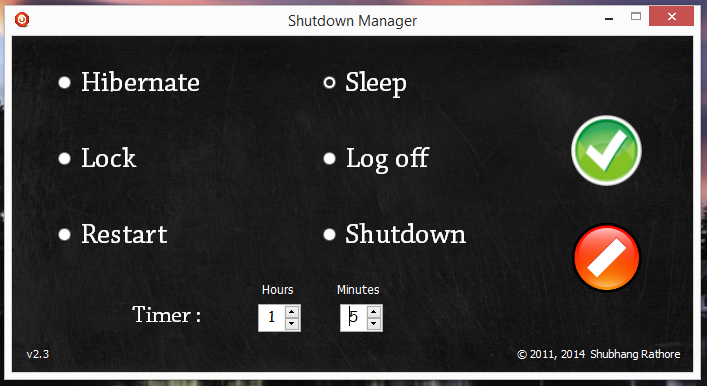 Shutdown Manager
Hibernate Sleep
Lock Log off
Restart Shutdown
Hours Minutes
Timer : 1 5
v2.3 © 2011, 2014 Shubhang Rathore